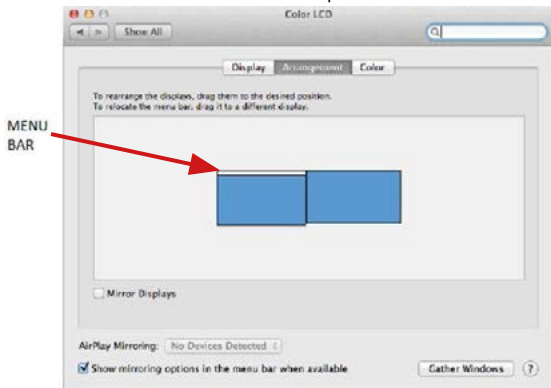 Color LCD
Show All
Display Arrangement Color
To rearrange the displays, drag them to the desired position.
To relocate the menu bar, drag it to a different display.
MENU
BAR
Mirror Displays
AirPlay Mirroring: No Devices Detected
Show mirroring options in the menu bar when available
Gather Windows ?